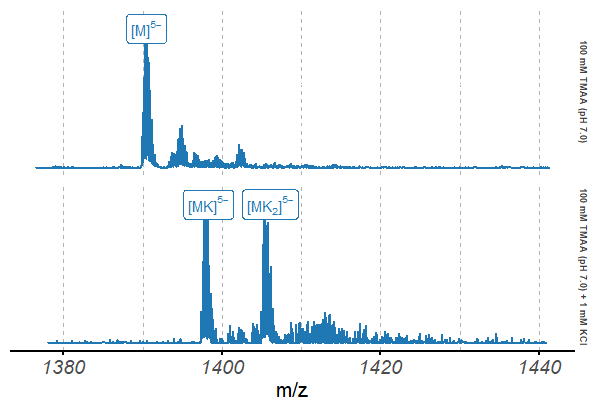 [M]⁵⁻
100 mM TMAA (pH 7.0)
[MK]⁵⁻
[MK₂]⁵⁻
100 mM TMAA (pH 7.0) + 1 mM KCl
1380
1400
1420
1440
m/z